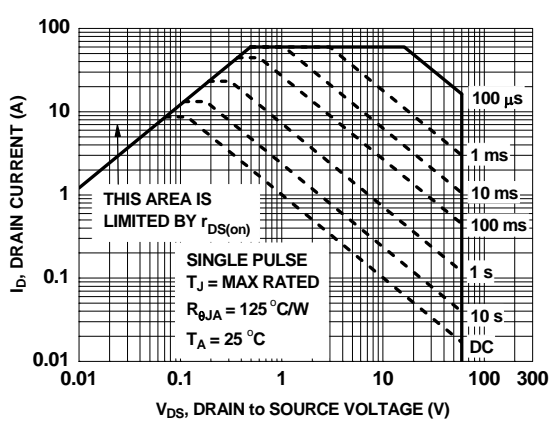 100
10
1
0.1
0.01
I_D, DRAIN CURRENT (A)
100 μs
1 ms
10 ms
100 ms
1 s
10 s
DC
THIS AREA IS
LIMITED BY r_DS(on)
SINGLE PULSE
T_J = MAX RATED
R_θJA = 125 °C/W
T_A = 25 °C
0.01 0.1 1 10 100 300
V_DS, DRAIN to SOURCE VOLTAGE (V)